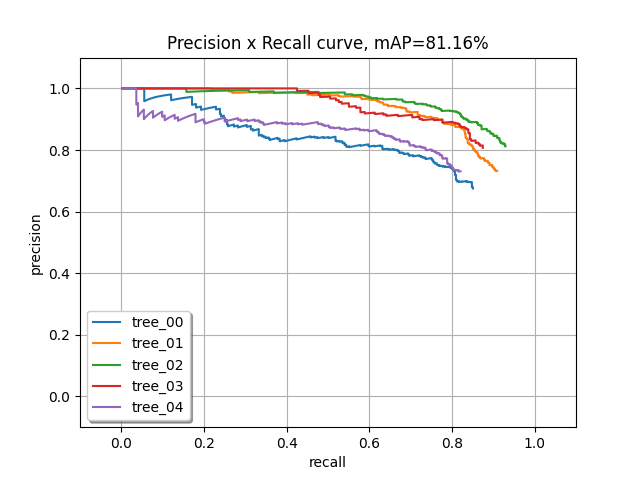 Precision x Recall curve, mAP=81.16%
precision
1.0
0.8
0.6
0.4
0.2
0.0
tree_00
tree_01
tree_02
tree_03
tree_04
0.0 0.2 0.4 0.6 0.8 1.0
recall